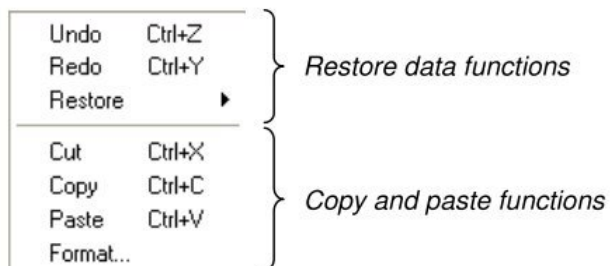 Undo Ctrl+Z
Redo Ctrl+Y
Restore
Restore data functions
Cut Ctrl+X
Copy Ctrl+C
Paste Ctrl+V
Format...
Copy and paste functions